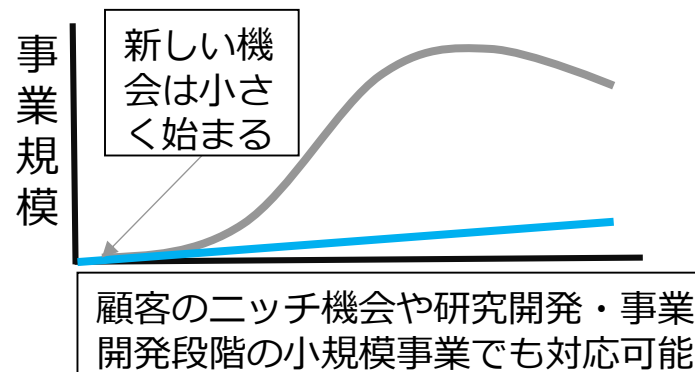 事業規模
新しい機
会は小さ
く始まる
顧客のニッチ機会や研究開発・事業
開発段階の小規模事業でも対応可能